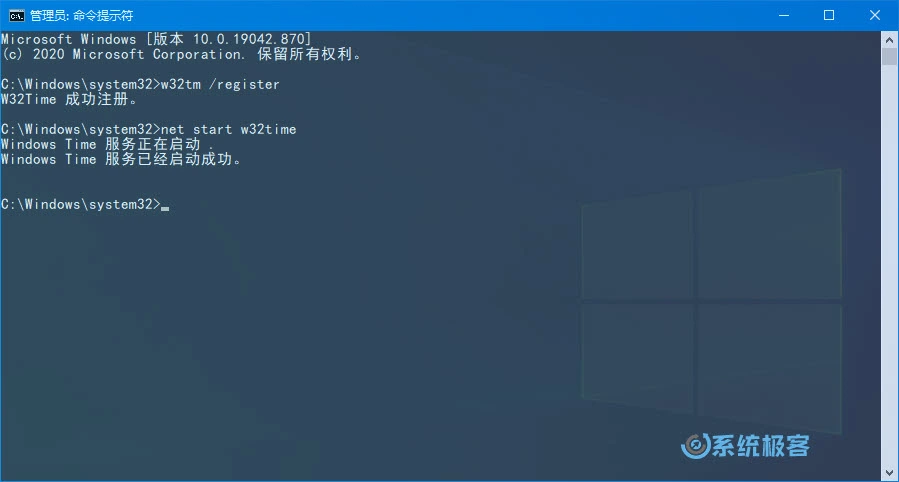 管理员: 命令提示符
Microsoft Windows [版本 10.0.19042.870]
(c) 2020 Microsoft Corporation. 保留所有权利。
C:\Windows\system32>w32tm /register
W32Time 成功注册。
C:\Windows\system32>net start w32time
Windows Time 服务正在启动 .
Windows Time 服务已经启动成功。
C:\Windows\system32>
系统极客